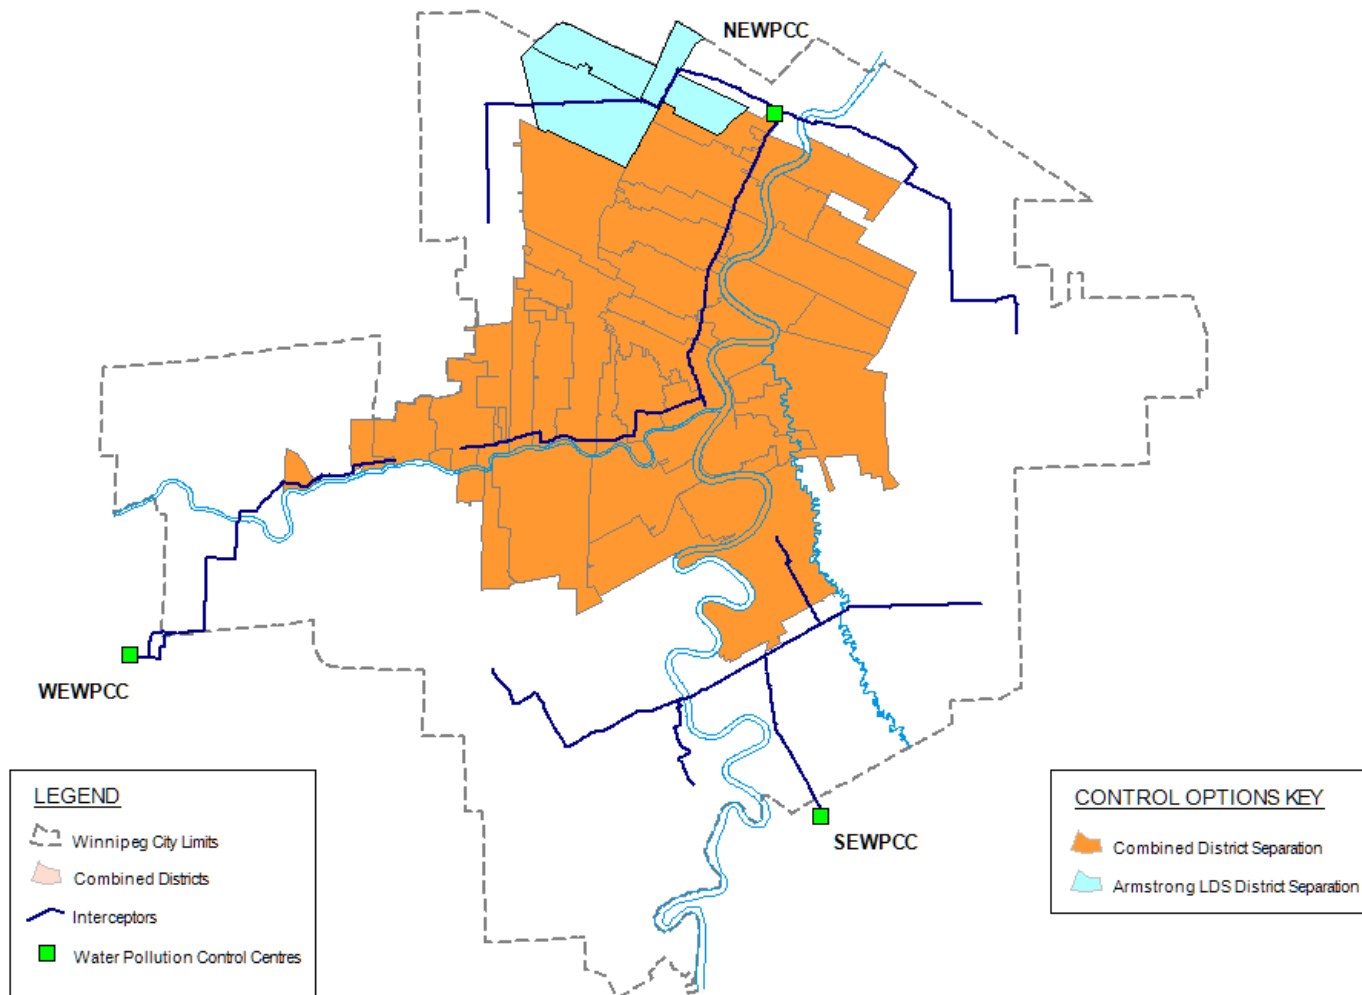 NEWPCC
WEWPCC
SEWPCC
LEGEND
Winnipeg City Limits
Combined Districts
Interceptors
Water Pollution Control Centres
CONTROL OPTIONS KEY
Combined District Separation
Armstrong LDS District Separation